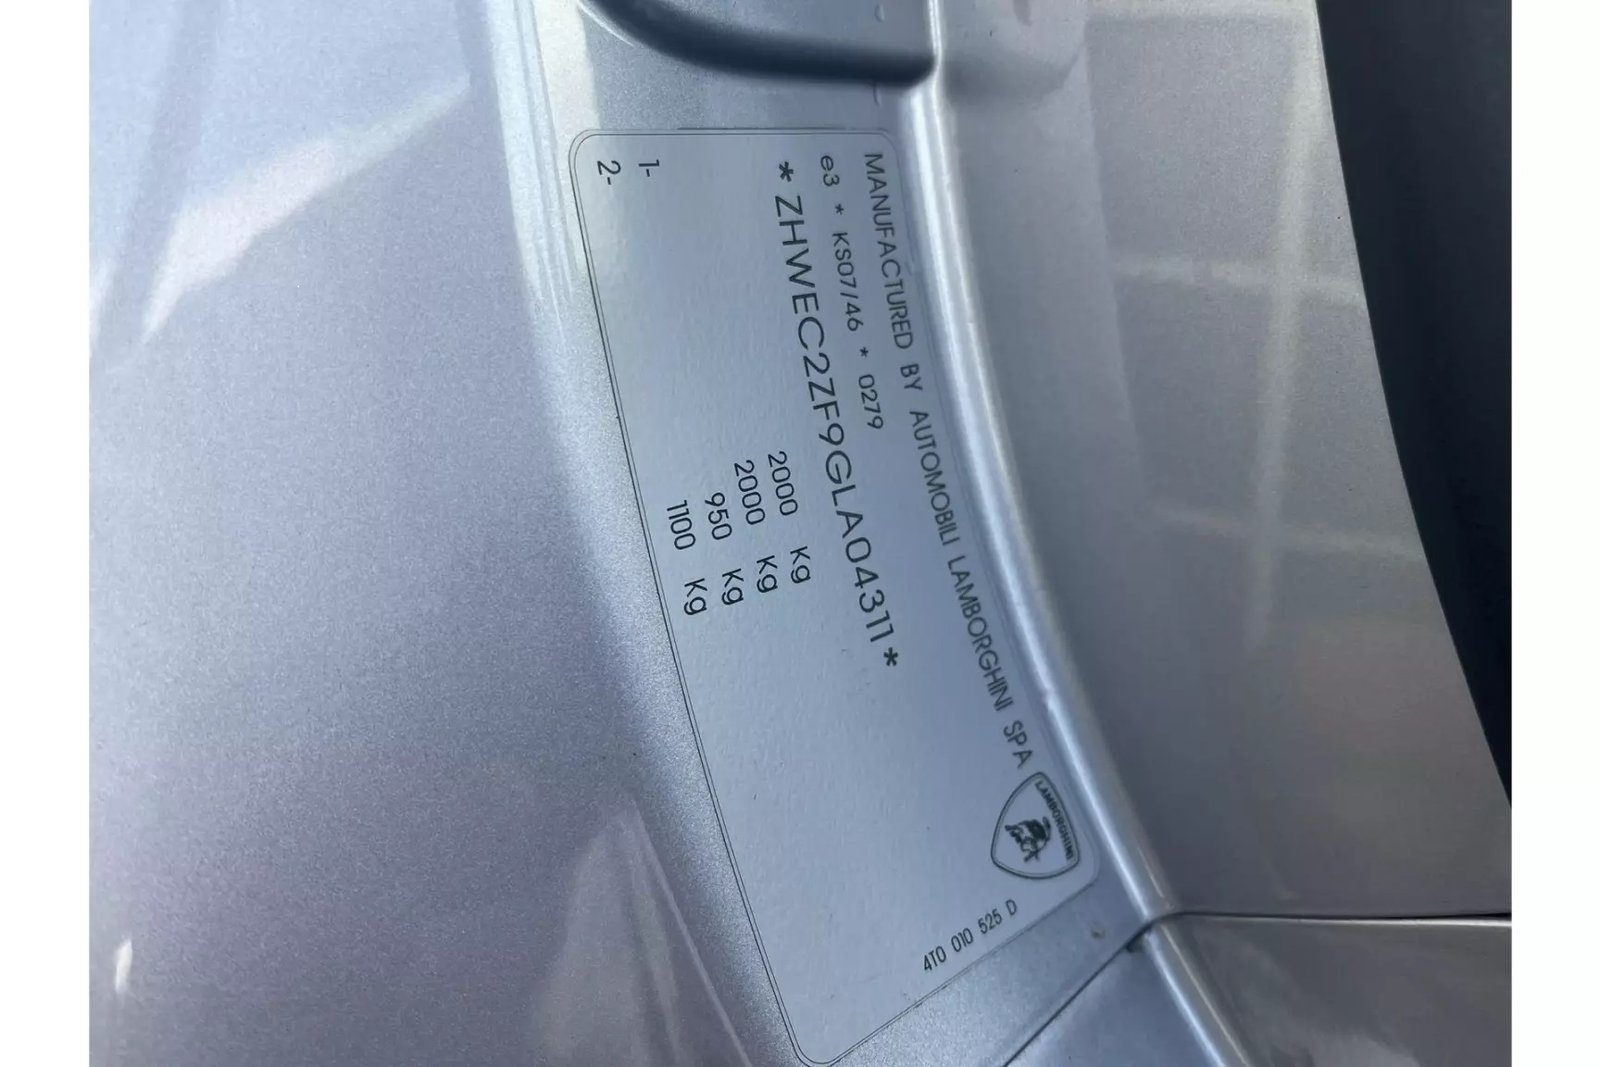 MANUFACTURED BY AUTOMOBILI LAMBORGHINI SPA
LAMBORGHINI
e3 * KS07/46 * 0279
* ZHWEC2ZF9GLA04311 *
2000 Kg
2000 Kg
1- 950 Kg
2- 1100 Kg
4T0 010 525 D